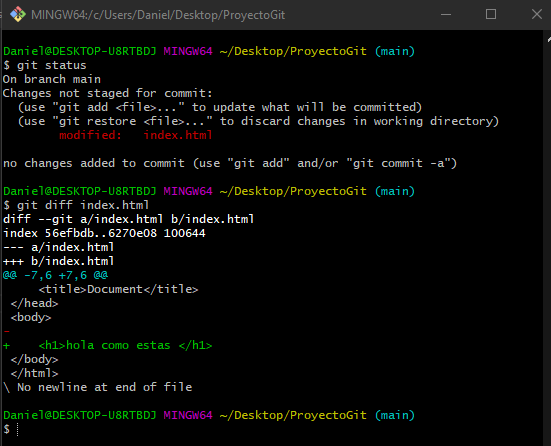 MINGW64:/c/Users/Daniel/Desktop/ProyectoGit
Daniel@DESKTOP-U8RTBDJ MINGW64 ~/Desktop/ProyectoGit (main)
$ git status
On branch main
Changes not staged for commit:
  (use "git add <file>..." to update what will be committed)
  (use "git restore <file>..." to discard changes in working directory)
        modified:   index.html

no changes added to commit (use "git add" and/or "git commit -a")

Daniel@DESKTOP-U8RTBDJ MINGW64 ~/Desktop/ProyectoGit (main)
$ git diff index.html
diff --git a/index.html b/index.html
index 56efbdb..6270e08 100644
--- a/index.html
+++ b/index.html
@@ -7,6 +7,6 @@
     <title>Document</title>
 </head>
 <body>
-
+    <h1>hola como estas </h1>
 </body>
 </html>
\ No newline at end of file

Daniel@DESKTOP-U8RTBDJ MINGW64 ~/Desktop/ProyectoGit (main)
$